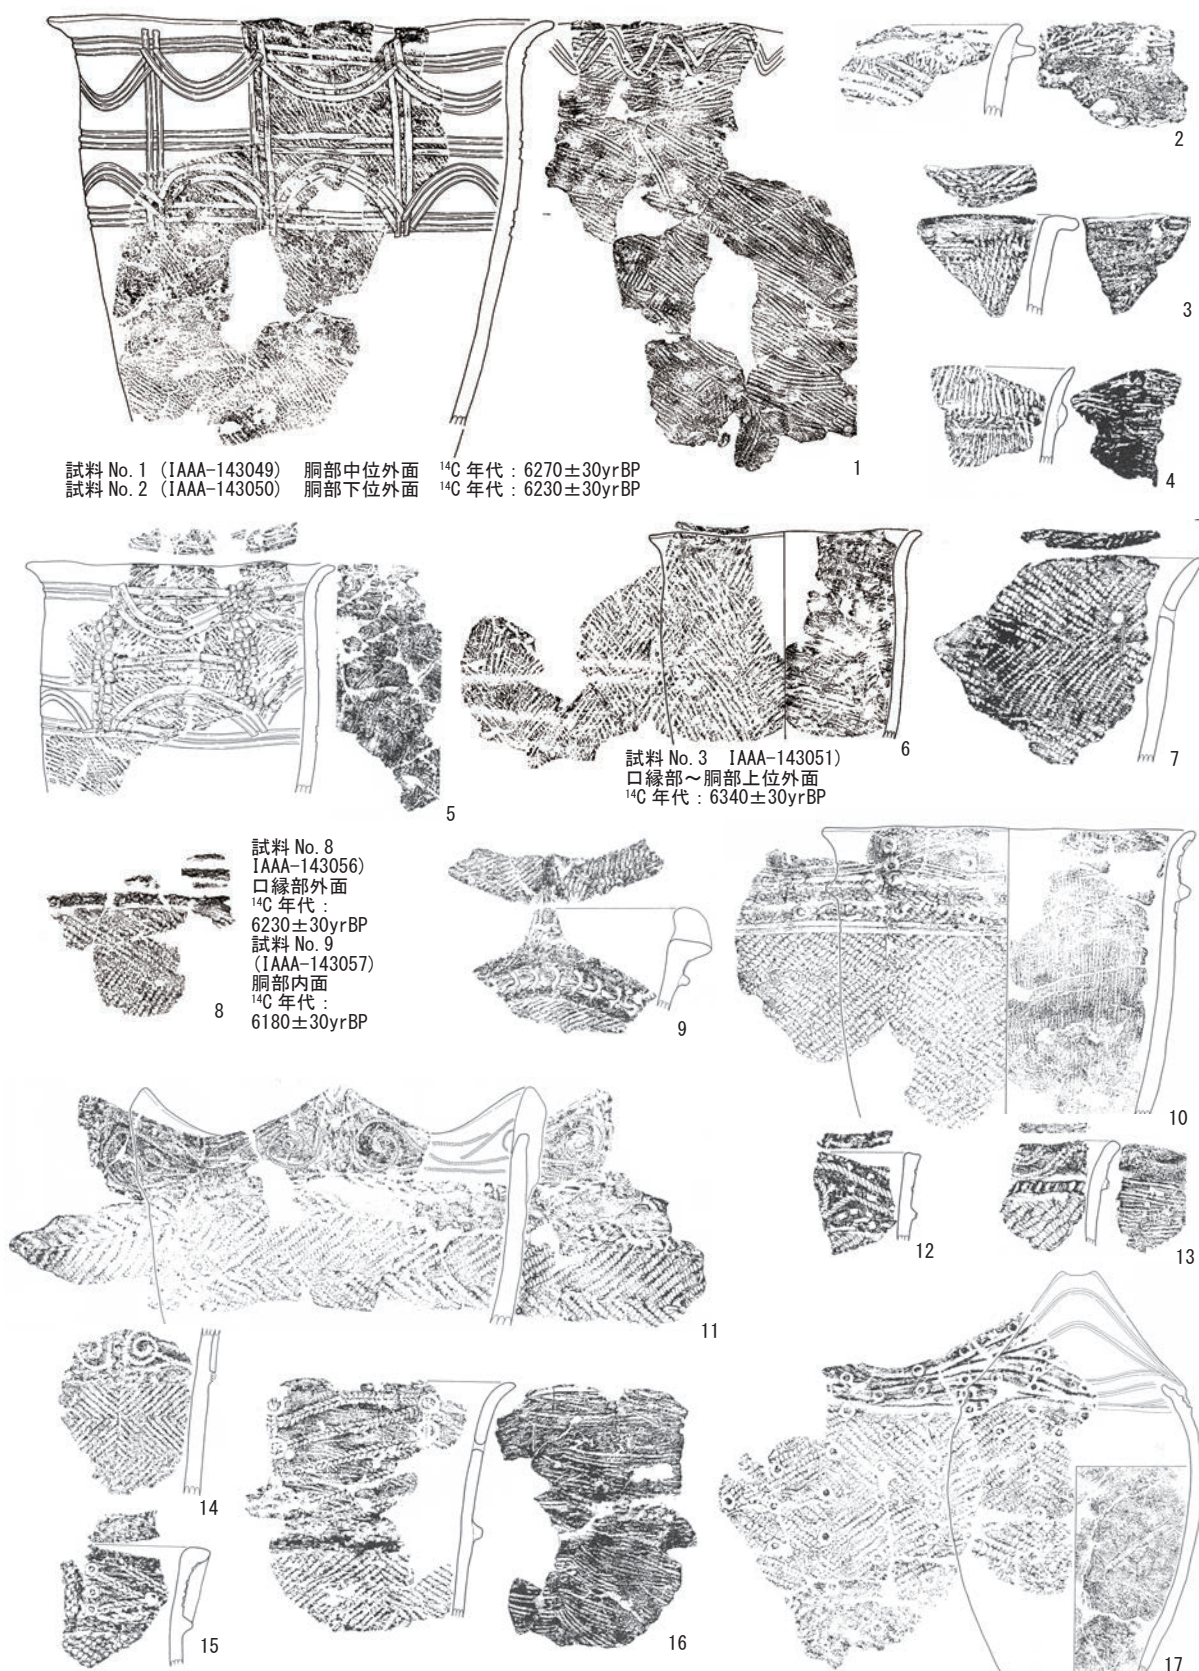 2
3
4
1
試料 No.1 (IAAA-143049) 胴部中位外面 ¹⁴C 年代：6270±30yrBP
試料 No.2 (IAAA-143050) 胴部下位外面 ¹⁴C 年代：6230±30yrBP
5
6
試料 No.3 IAAA-143051)
口縁部～胴部上位外面
¹⁴C 年代：6340±30yrBP
7
8
試料 No.8
IAAA-143056)
口縁部外面
¹⁴C 年代：
6230±30yrBP
試料 No.9
(IAAA-143057)
胴部内面
¹⁴C 年代：
6180±30yrBP
9
10
11
12
13
14
15
16
17